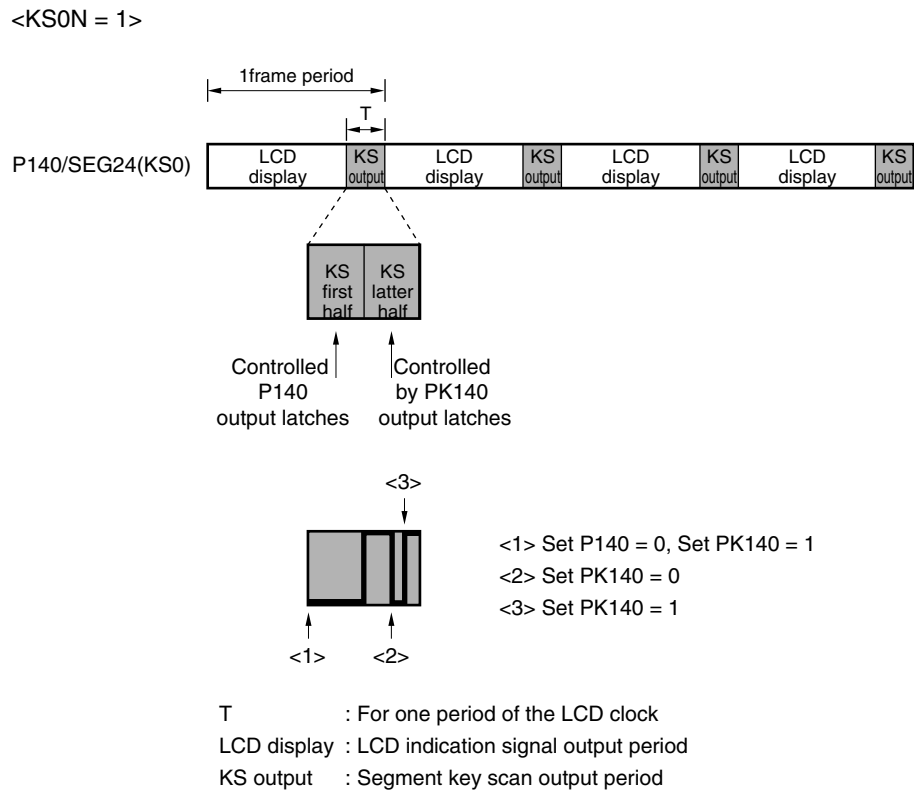 <KS0N = 1>
1frame period
T
P140/SEG24(KS0)
LCD display
KS output
LCD display
KS output
LCD display
KS output
LCD display
KS output
KS first half
KS latter half
Controlled P140 output latches
Controlled by PK140 output latches
<3>
<1>
<2>
<1> Set P140 = 0, Set PK140 = 1
<2> Set PK140 = 0
<3> Set PK140 = 1
T : For one period of the LCD clock
LCD display : LCD indication signal output period
KS output : Segment key scan output period